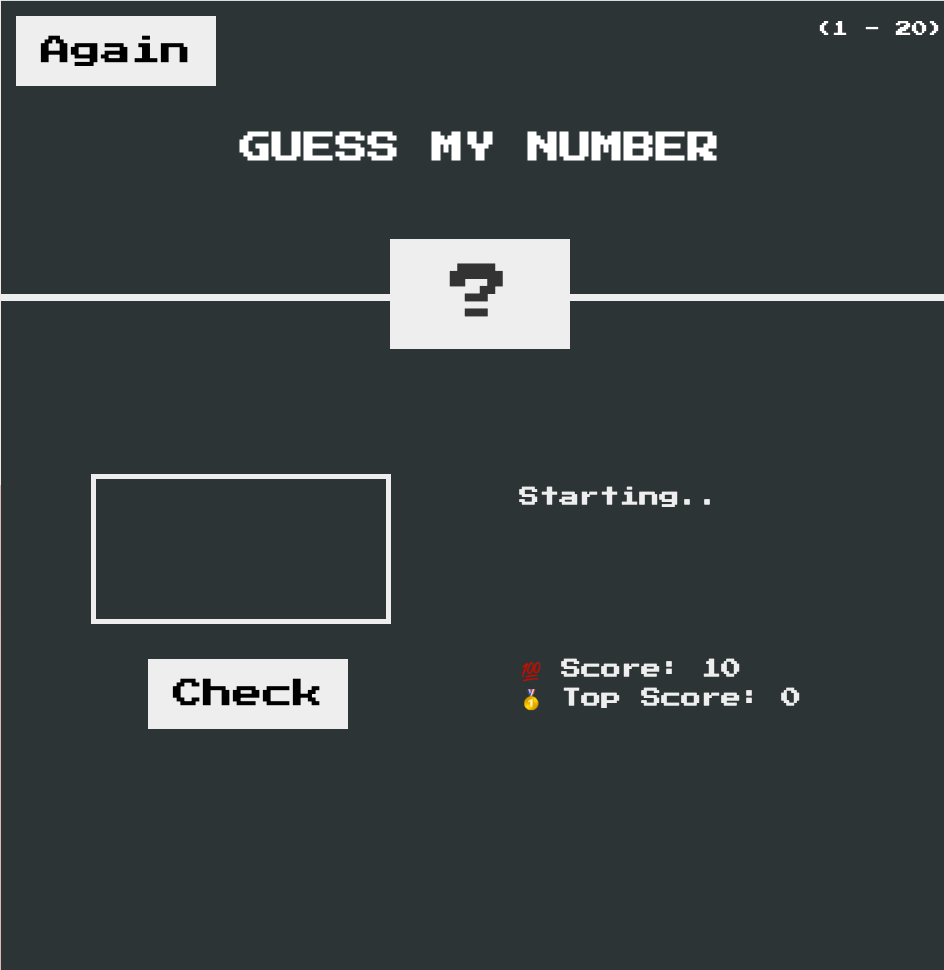 Again
(1 - 20)
GUESS MY NUMBER
?
Starting..
Check
💯 Score: 10
🥇 Top Score: 0